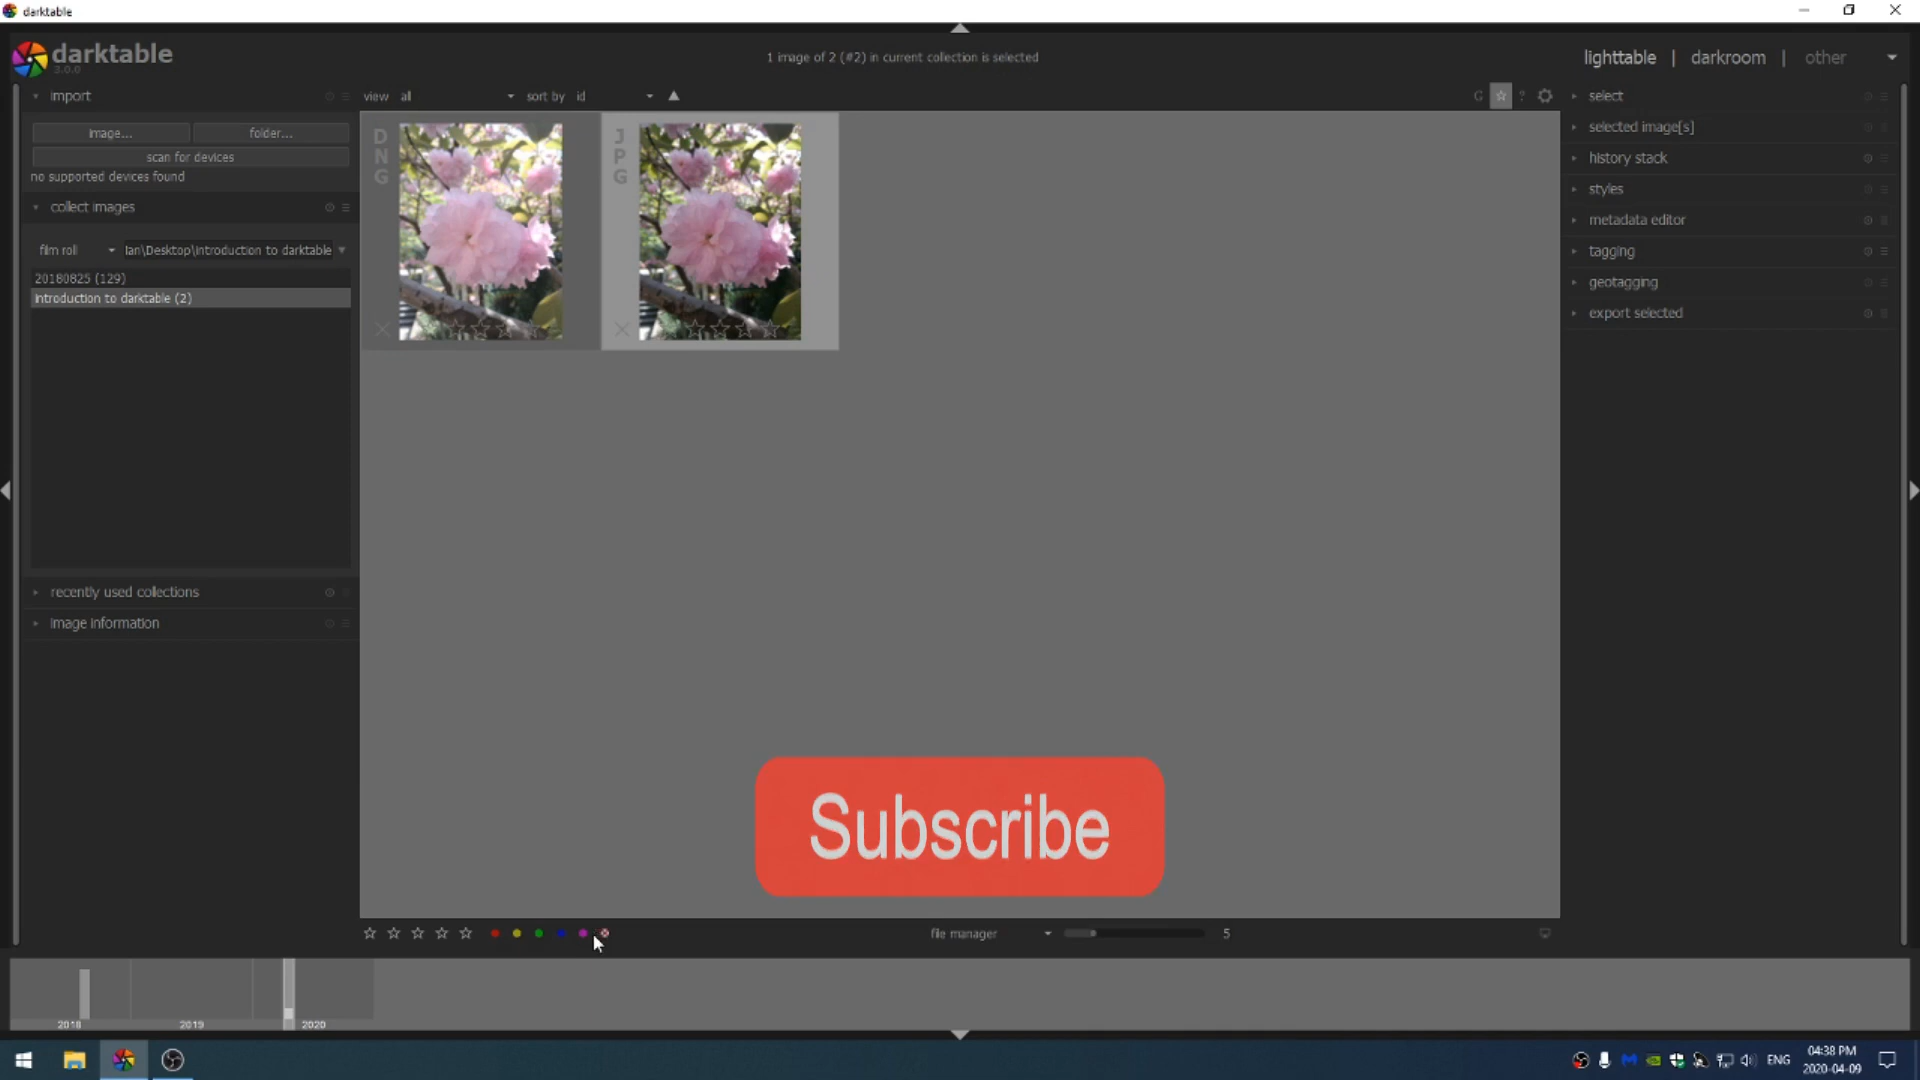 darktable
darktable
3.0.0
1 image of 2 (#2) in current collection is selected
lighttable | darkroom | other
import
view all
sort by id
G
?
select
image...
folder...
scan for devices
no supported devices found
collect images
film roll
Ian\Desktop\Introduction to darktable
20180825 (129)
Introduction to darktable (2)
recently used collections
image information
DNG
JPG
selected image[s]
history stack
styles
metadata editor
tagging
geotagging
export selected
Subscribe
file manager
5
2018
2019
2020
ENG
04:38 PM
2020-04-09